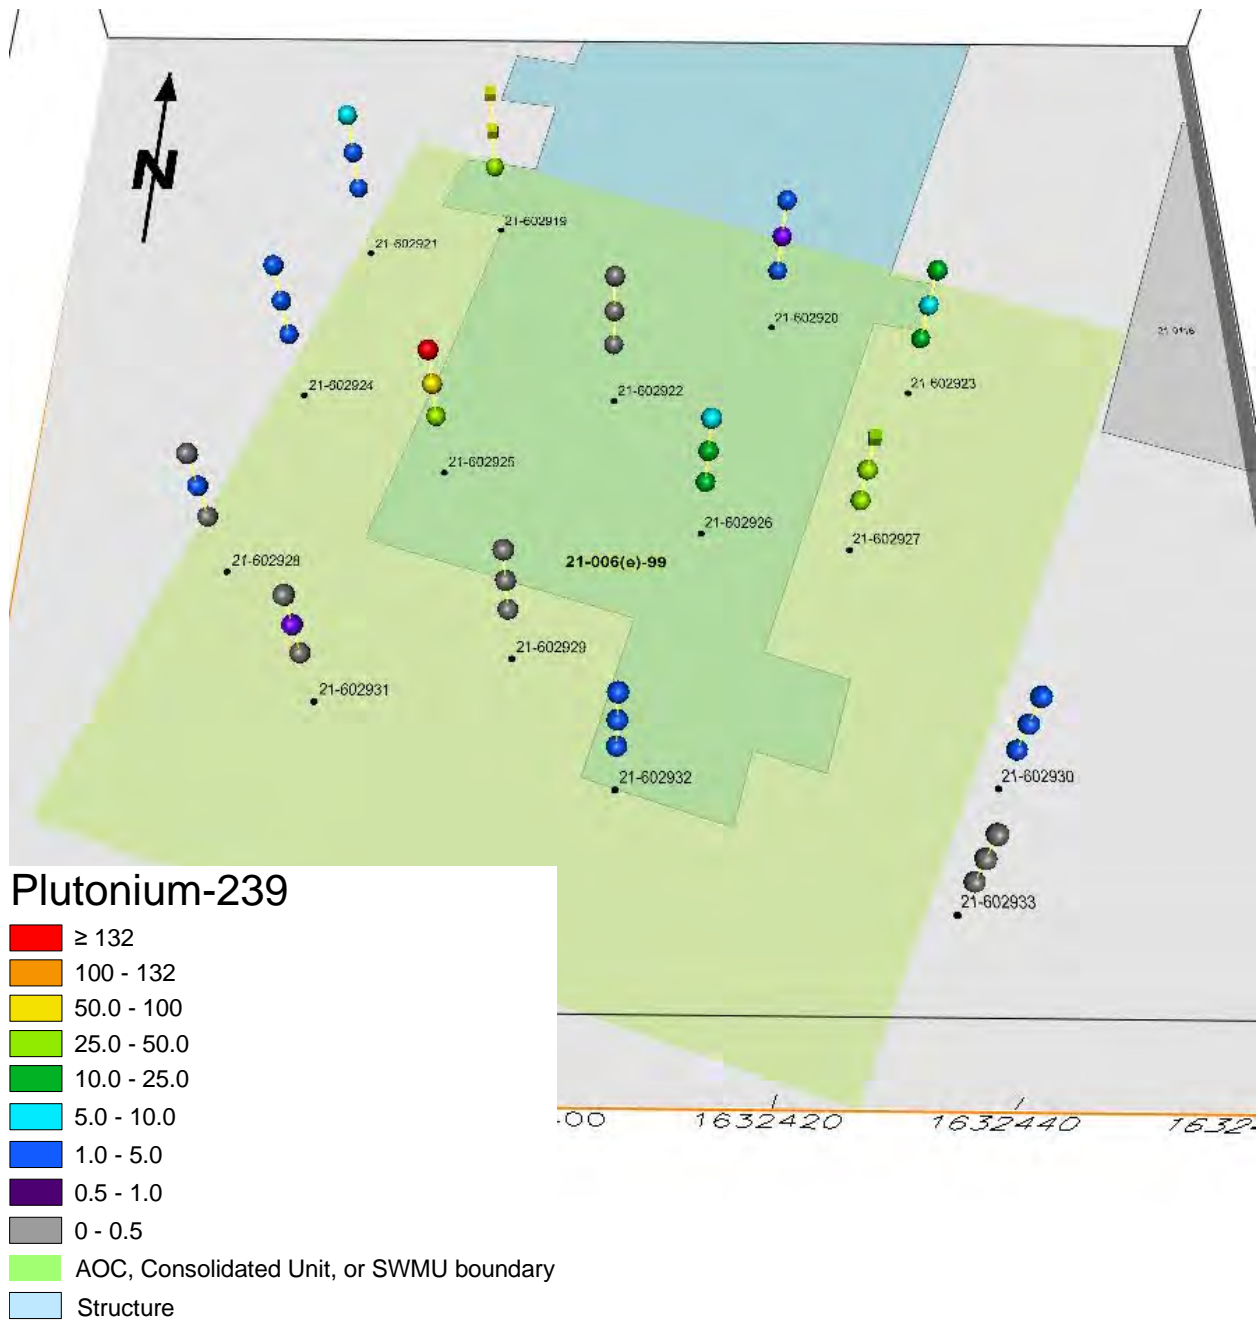 N
21-602919
21-602921
21-602920
21-602924
21-602922
21-602923
21-602925
21-602926
21-602927
21-006(e)-99
21-602928
21-602929
21-602931
21-602932
21-602930
21-602933
Plutonium-239
≥ 132
100 - 132
50.0 - 100
25.0 - 50.0
10.0 - 25.0
5.0 - 10.0
1.0 - 5.0
0.5 - 1.0
0 - 0.5
AOC, Consolidated Unit, or SWMU boundary
Structure
1632420
1632440